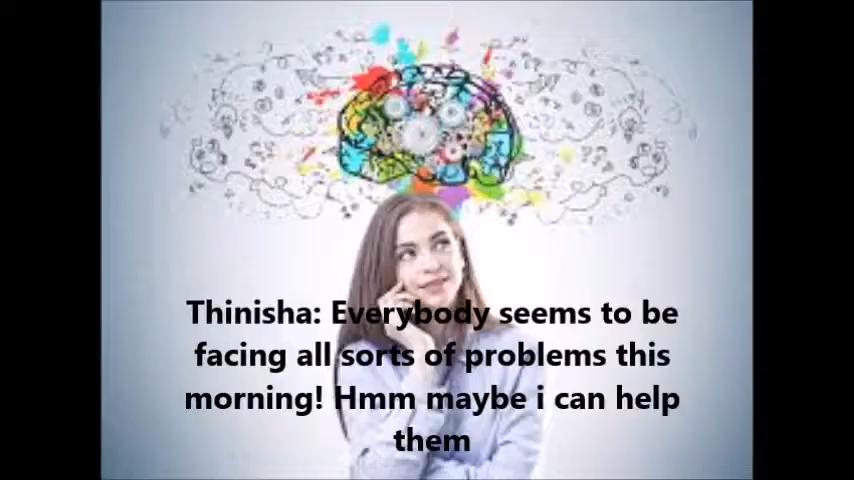 Thinisha: Everybody seems to be
facing all sorts of problems this
morning! Hmm maybe i can help
them